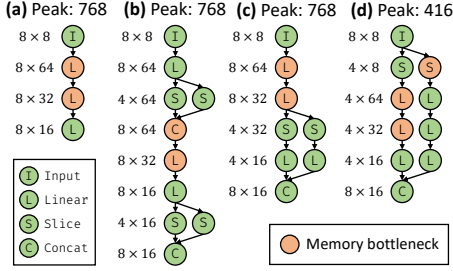 (a) Peak: 768
8 × 8 I
8 × 64 L
8 × 32 L
8 × 16 L
I Input
L Linear
S Slice
C Concat
(b) Peak: 768
8 × 8 I
8 × 64 L
4 × 64 S S
8 × 64 C
8 × 32 L
8 × 16 L
4 × 16 S S
8 × 16 C
(c) Peak: 768
8 × 8 I
8 × 64 L
8 × 32 L
4 × 32 S S
4 × 16 L L
8 × 16 C
(d) Peak: 416
8 × 8 I
4 × 8 S S
4 × 64 L L
4 × 32 L L
4 × 16 L L
8 × 16 C
Memory bottleneck